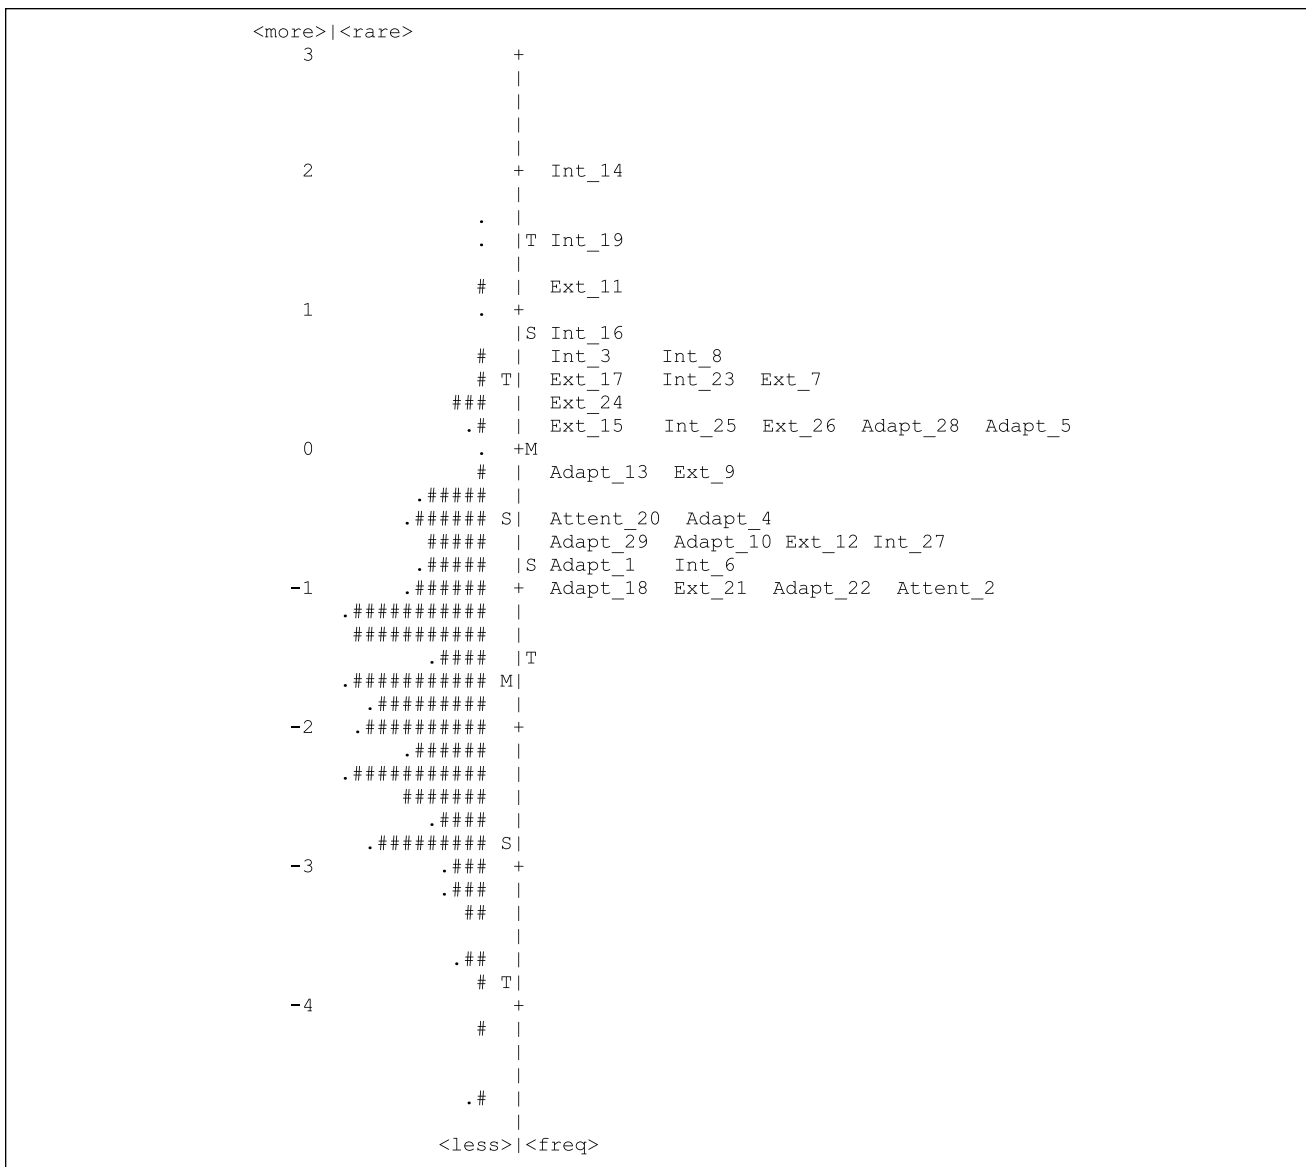 <more>|<rare>
3 +
|
|
|
|
2 + Int_14
|
. |
. |T Int_19
|
# | Ext_11
1 . +
|S Int_16
# | Int_3 Int_8
# T| Ext_17 Int_23 Ext_7
### | Ext_24
.# | Ext_15 Int_25 Ext_26 Adapt_28 Adapt_5
0 . +M
# | Adapt_13 Ext_9
.##### |
.###### S| Attent_20 Adapt_4
##### | Adapt_29 Adapt_10 Ext_12 Int_27
.##### |S Adapt_1 Int_6
-1 .###### + Adapt_18 Ext_21 Adapt_22 Attent_2
.########### |
########### |
.#### |T
.########### M|
.######### |
-2 .########## +
.###### |
.########### |
####### |
.#### |
.######### S|
-3 .### +
.### |
## |
|
.## |
# T|
-4 +
# |
|
|
.# |
|
<less>|<freq>